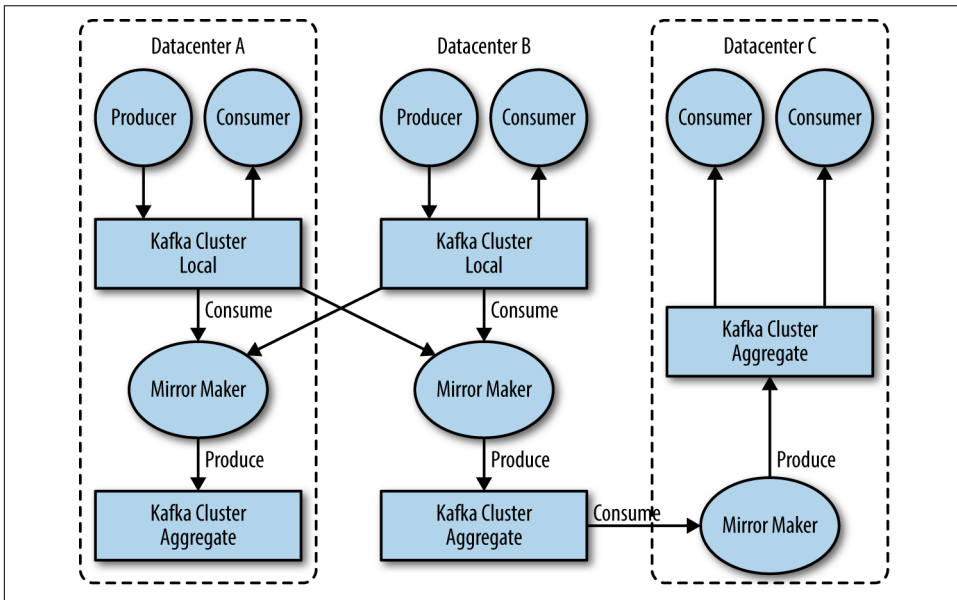 Datacenter A
Producer
Consumer
Kafka Cluster
Local
Consume
Mirror Maker
Produce
Kafka Cluster
Aggregate
Datacenter B
Producer
Consumer
Kafka Cluster
Local
Consume
Mirror Maker
Produce
Kafka Cluster
Aggregate
Consume
Datacenter C
Consumer
Consumer
Kafka Cluster
Aggregate
Produce
Mirror Maker